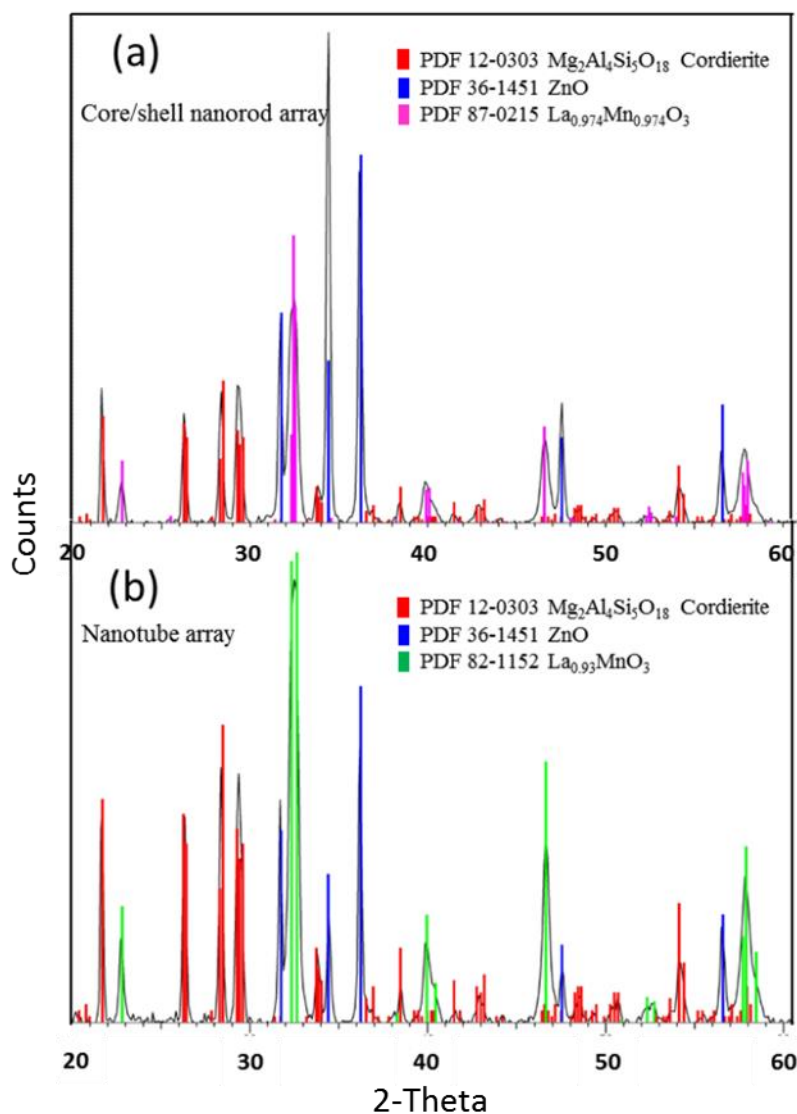 (a)
Core/shell nanorod array
PDF 12-0303 Mg₂Al₄Si₅O₁₈ Cordierite
PDF 36-1451 ZnO
PDF 87-0215 La₀.₉₇₄Mn₀.₉₇₄O₃
20 30 40 50 60
Counts
(b)
Nanotube array
PDF 12-0303 Mg₂Al₄Si₅O₁₈ Cordierite
PDF 36-1451 ZnO
PDF 82-1152 La₀.₉₃MnO₃
20 30 40 50 60
2-Theta